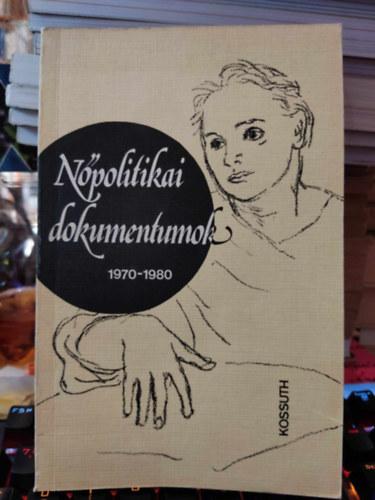 Nőpolitikai
dokumentumok
1970-1980
KOSSUTH